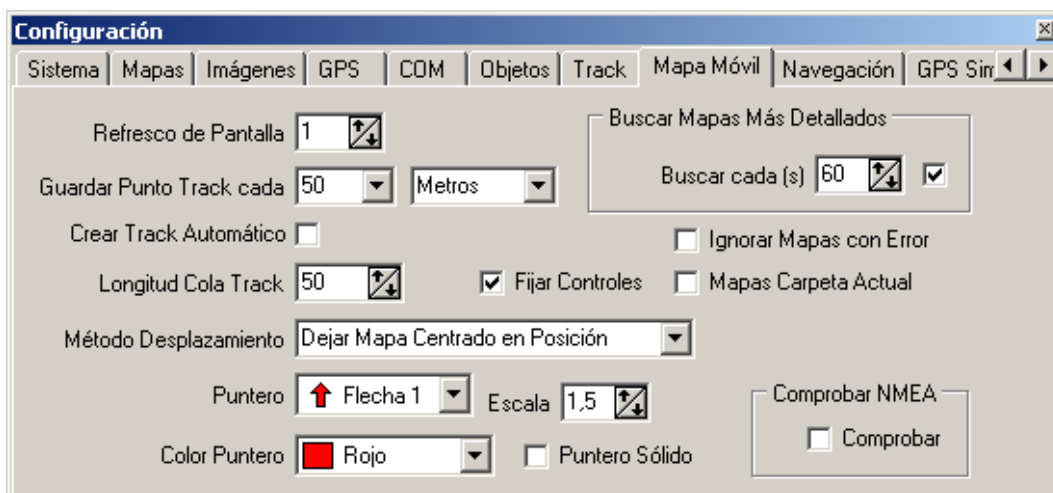 Configuración
Sistema Mapas Imágenes GPS COM Objetos Track Mapa Móvil Navegación GPS Sim
Refresco de Pantalla 1
Buscar Mapas Más Detallados
Guardar Punto Track cada 50 Metros
Buscar cada (s) 60
Crear Track Automático
Ignorar Mapas con Error
Longitud Cola Track 50
Fijar Controles
Mapas Carpeta Actual
Método Desplazamiento Dejar Mapa Centrado en Posición
Puntero Flecha 1 Escala 1,5
Comprobar NMEA
Comprobar
Color Puntero Rojo
Puntero Sólido